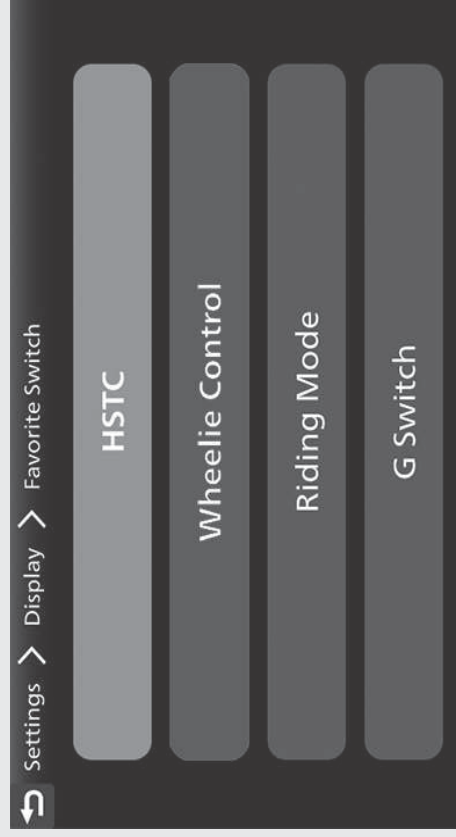 Settings > Display > Favorite Switch
HSTC
Wheelie Control
Riding Mode
G Switch